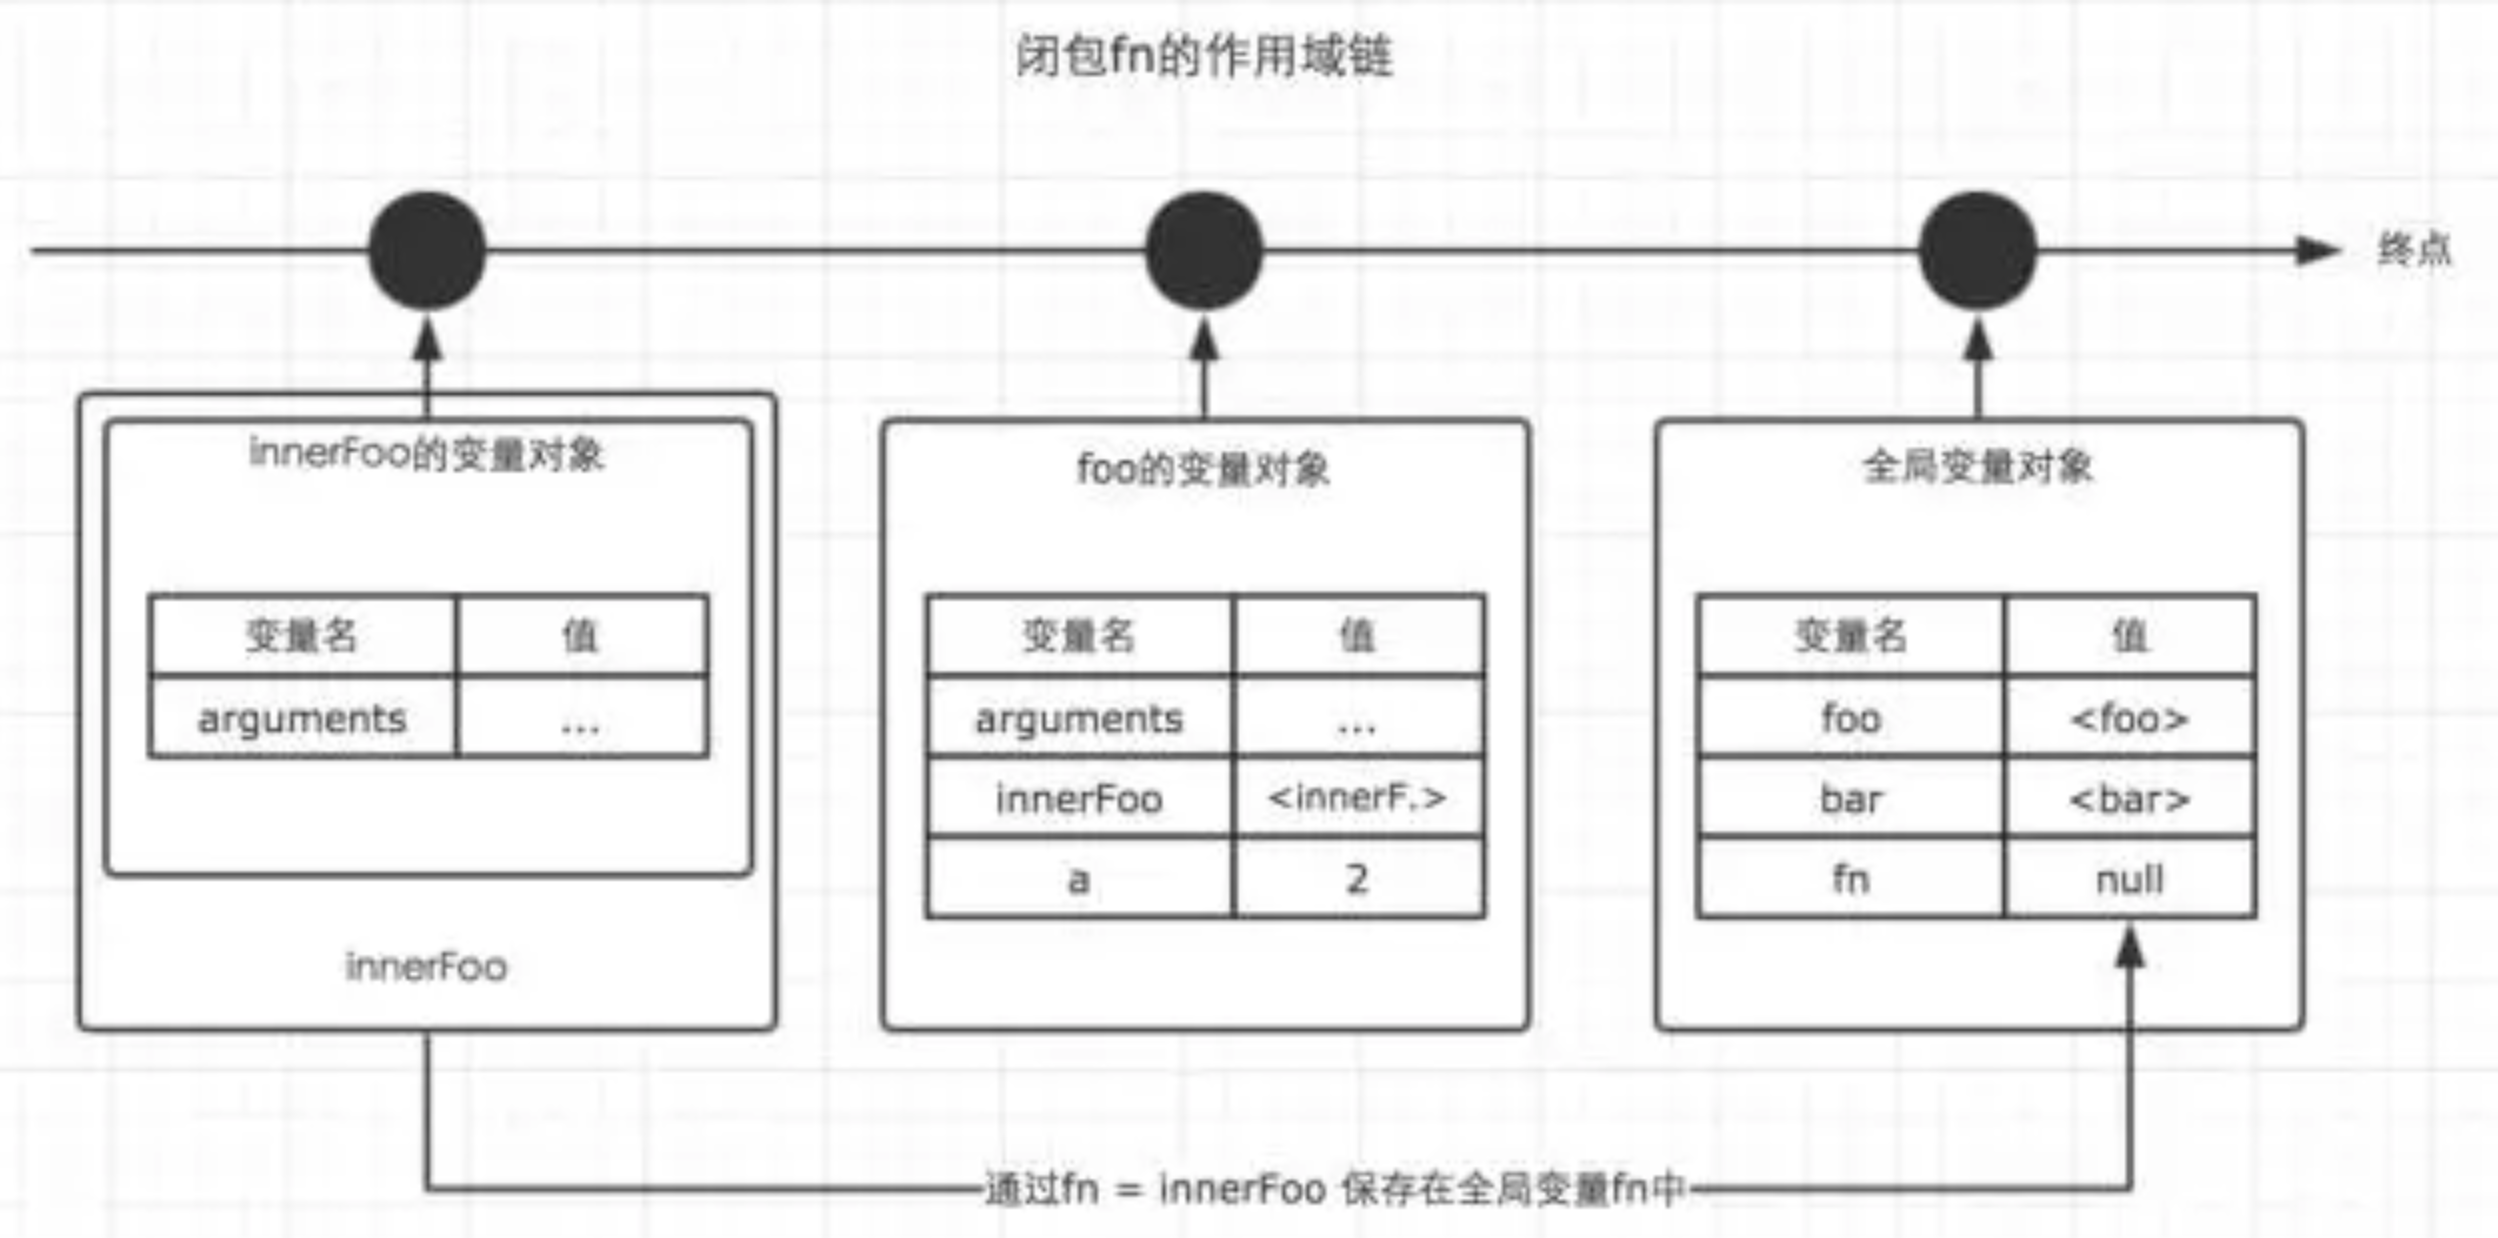 闭包fn的作用域链
终点
innerFoo的变量对象
变量名 值
arguments ...
innerFoo
foo的变量对象
变量名 值
arguments ...
innerFoo <innerF.>
a 2
全局变量对象
变量名 值
foo <foo>
bar <bar>
fn null
通过fn = innerFoo 保存在全局变量fn中